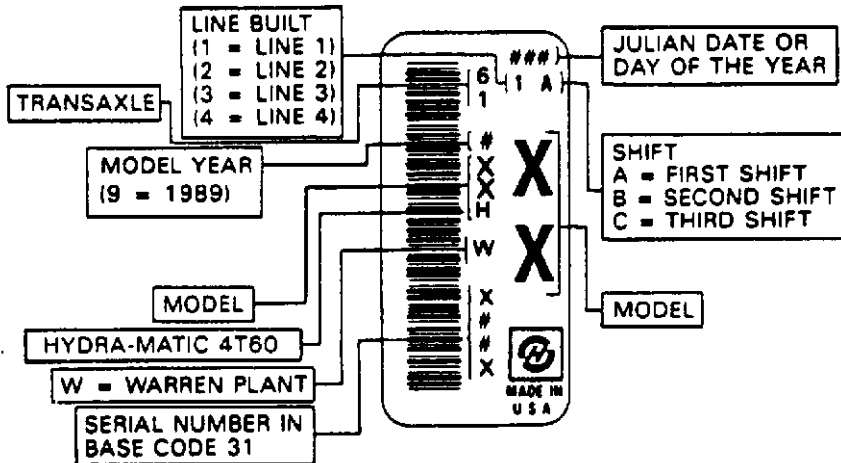 LINE BUILT
(1 = LINE 1)
(2 = LINE 2)
(3 = LINE 3)
(4 = LINE 4)
TRANSAXLE
MODEL YEAR
(9 = 1989)
MODEL
HYDRA-MATIC 4T60
W = WARREN PLANT
SERIAL NUMBER IN
BASE CODE 31
6
1
#
X
X
H
W
X
#
#
X
###
1 A
X
X
MADE IN
U S A
JULIAN DATE OR
DAY OF THE YEAR
SHIFT
A = FIRST SHIFT
B = SECOND SHIFT
C = THIRD SHIFT
MODEL